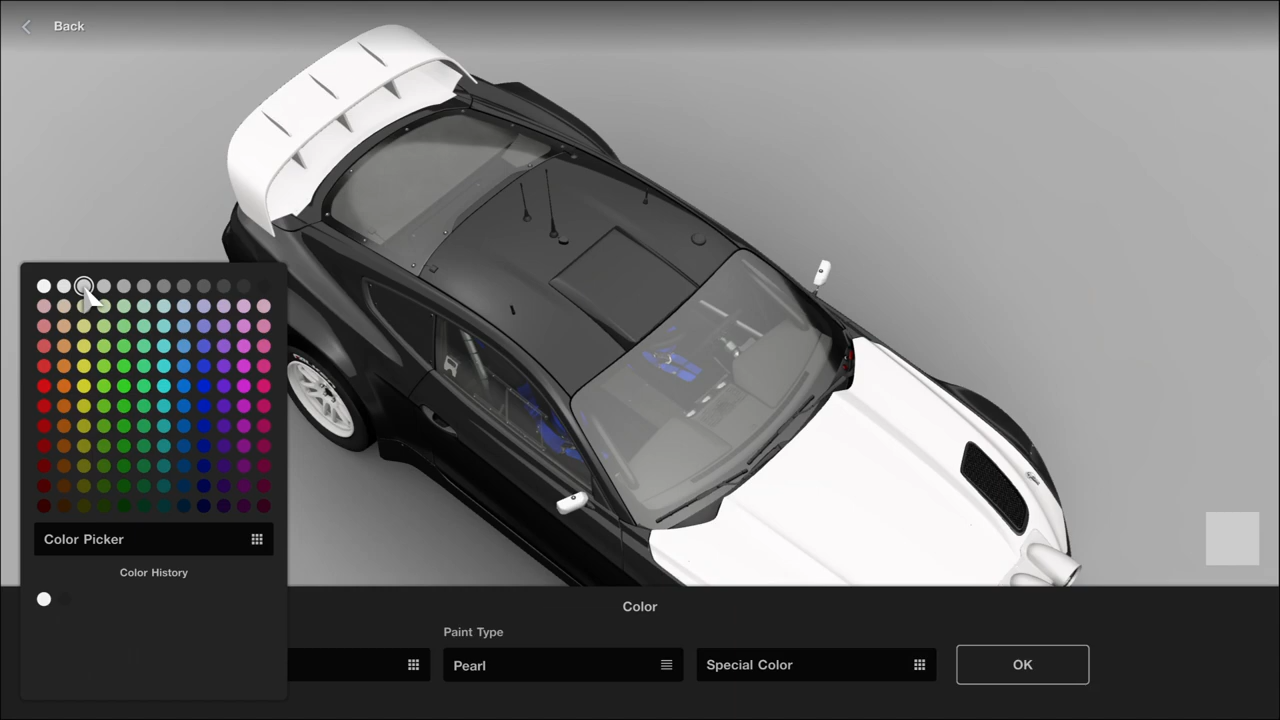 Back
Color Picker
Color History
Color
Paint Type
Pearl
Special Color
OK